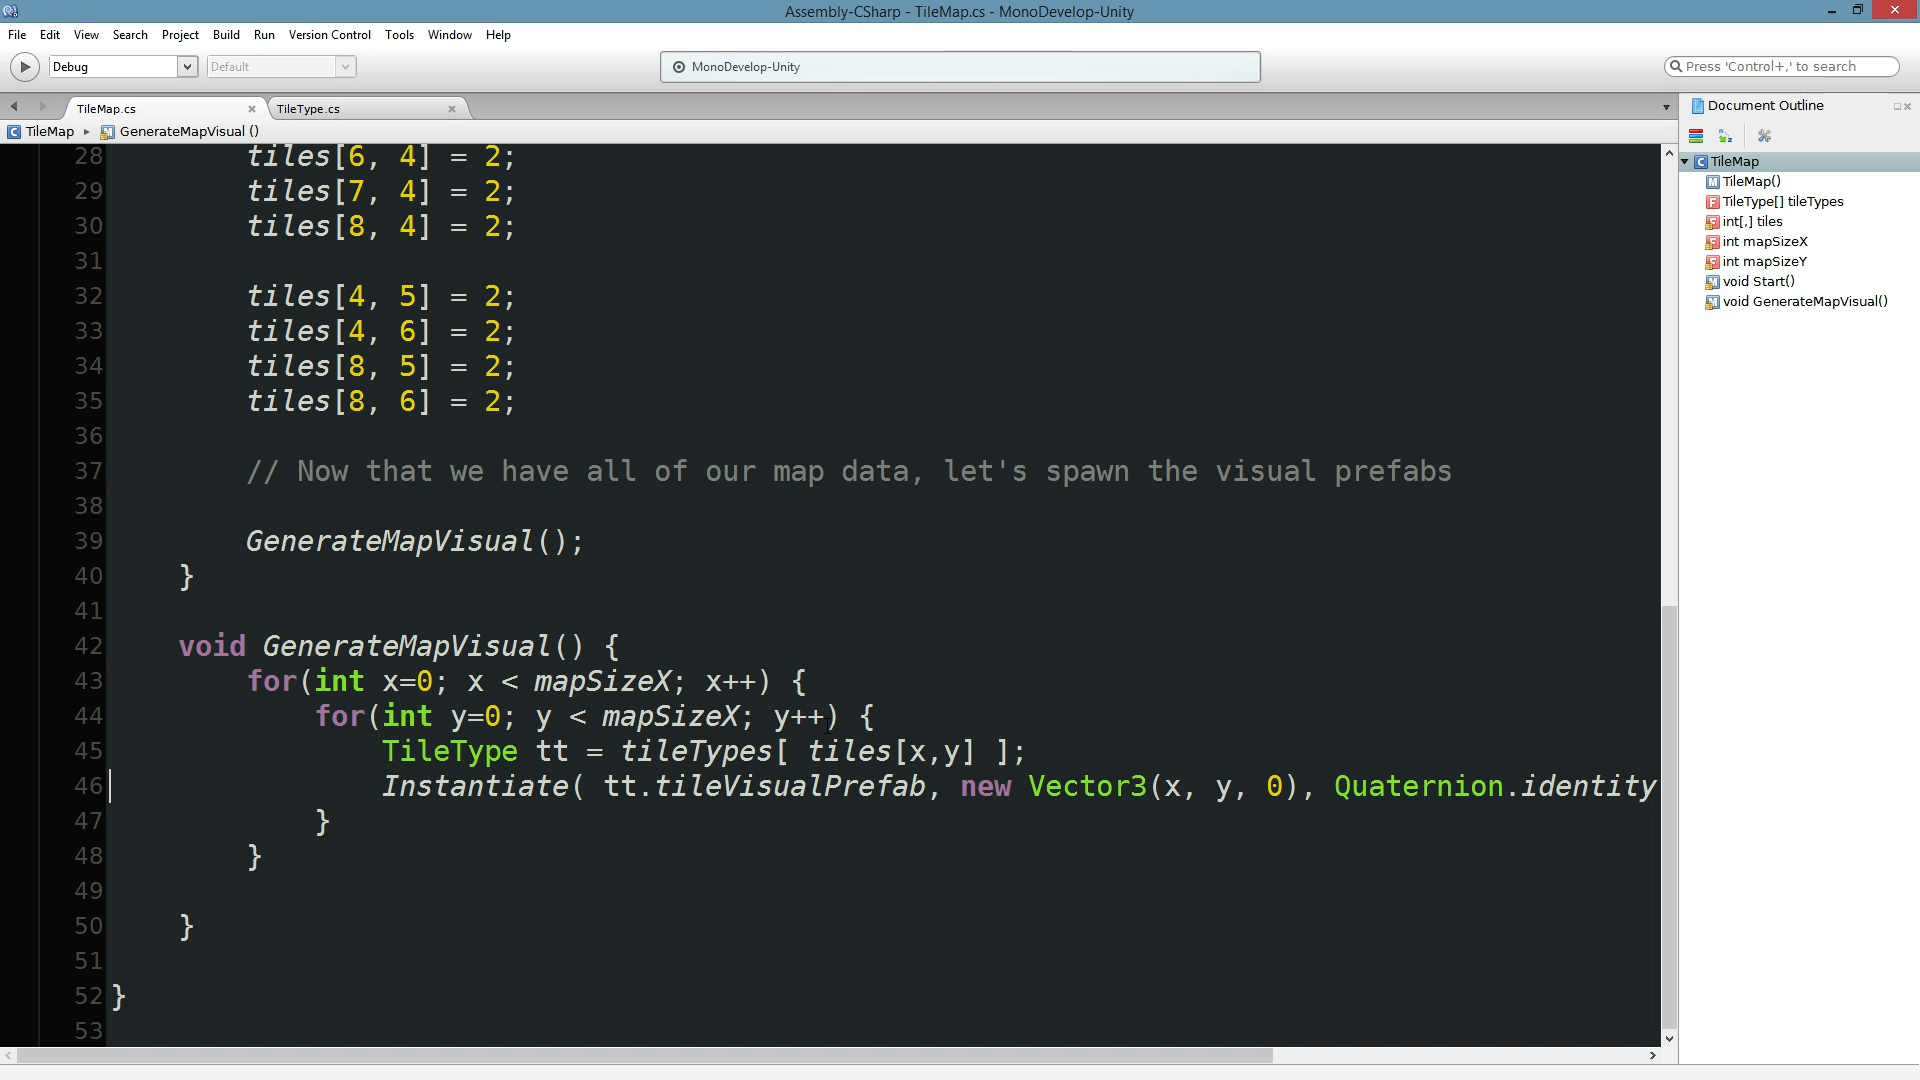 Assembly-CSharp - TileMap.cs - MonoDevelop-Unity
File Edit View Search Project Build Run Version Control Tools Window Help
Debug Default MonoDevelop-Unity Press 'Control+,' to search
TileMap.cs TileType.cs
TileMap GenerateMapVisual ()
28 tiles[6, 4] = 2;
29 tiles[7, 4] = 2;
30 tiles[8, 4] = 2;
31
32 tiles[4, 5] = 2;
33 tiles[4, 6] = 2;
34 tiles[8, 5] = 2;
35 tiles[8, 6] = 2;
36
37 // Now that we have all of our map data, let's spawn the visual prefabs
38
39 GenerateMapVisual();
40 }
41
42 void GenerateMapVisual() {
43 for(int x=0; x < mapSizeX; x++) {
44 for(int y=0; y < mapSizeX; y++) {
45 TileType tt = tileTypes[ tiles[x,y] ];
46 Instantiate( tt.tileVisualPrefab, new Vector3(x, y, 0), Quaternion.identity
47 }
48 }
49
50 }
51
52 }
53
Document Outline
TileMap
TileMap()
TileType[] tileTypes
int[,] tiles
int mapSizeX
int mapSizeY
void Start()
void GenerateMapVisual()